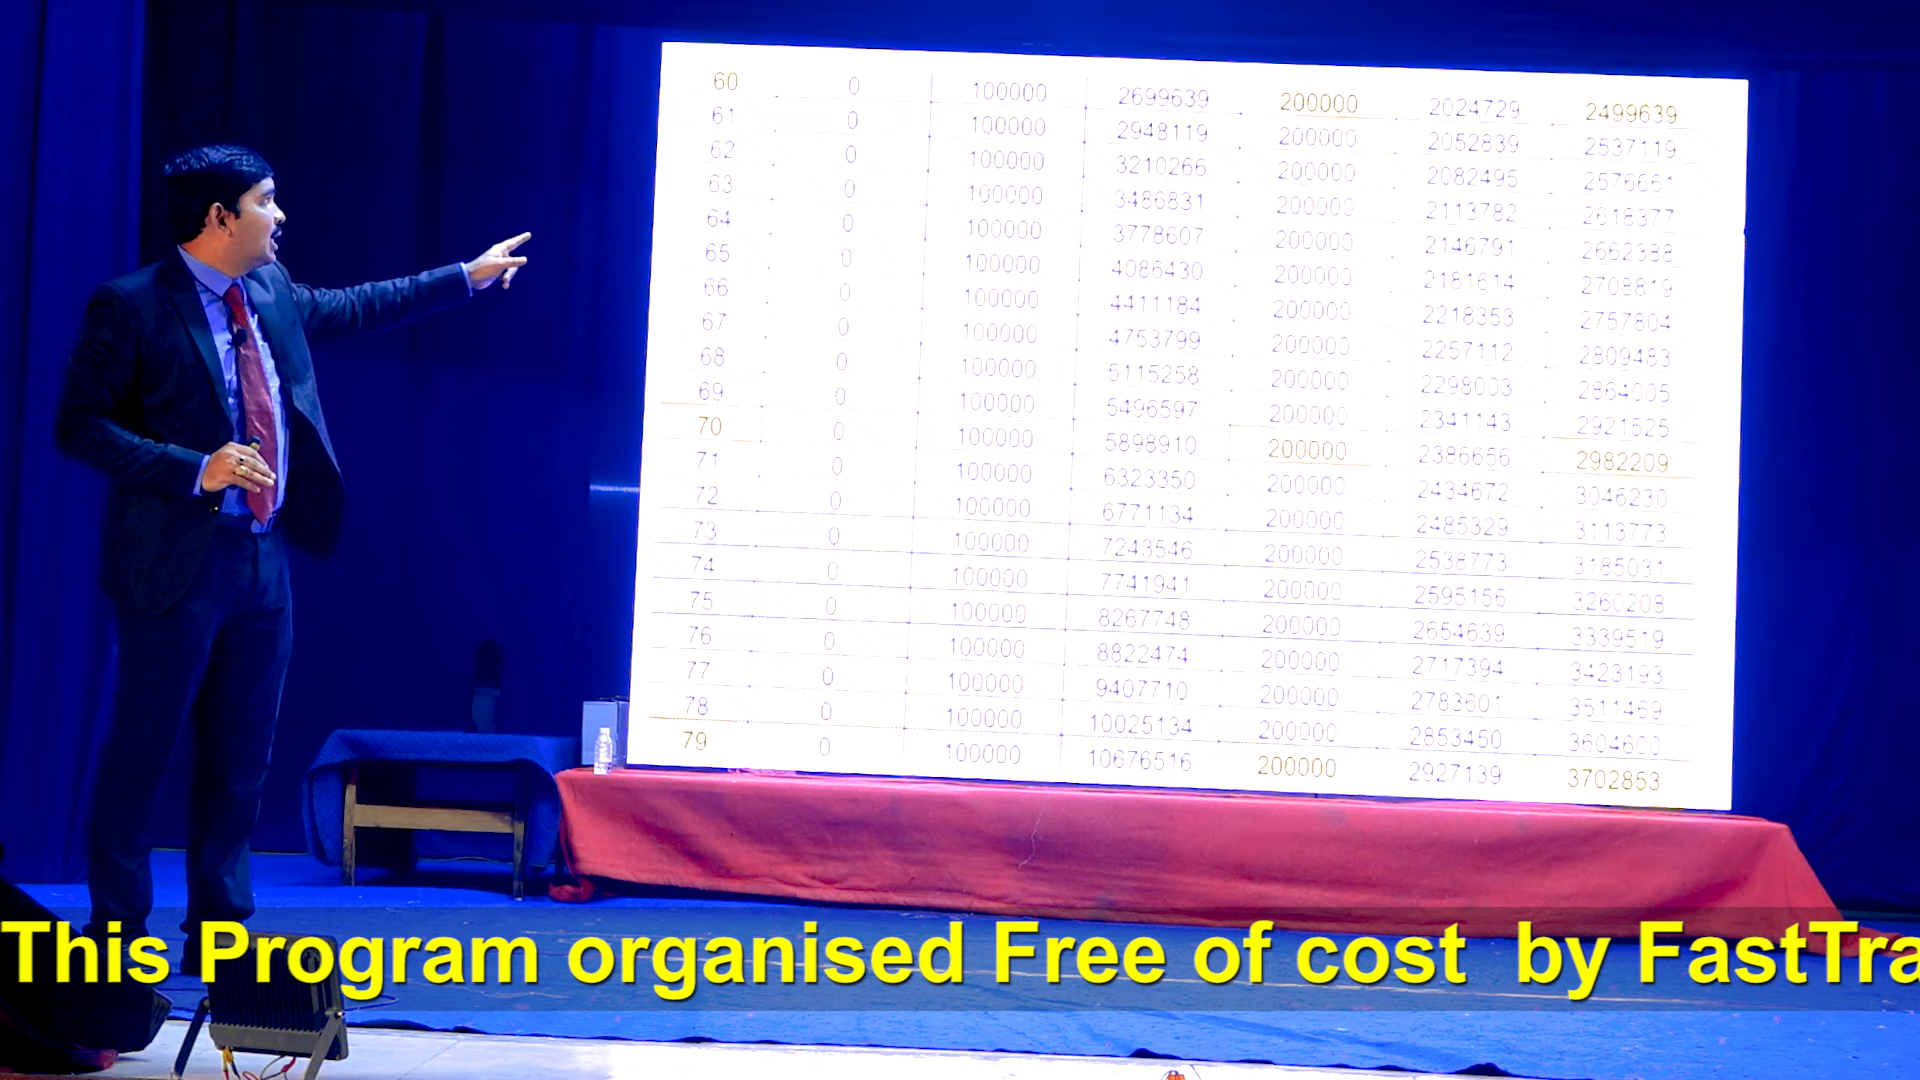 60 0 100000 2699639 200000 2024729 2499639
61 0 100000 2948119 200000 2052839 2537119
62 0 100000 3210266 200000 2082495 2576661
63 0 100000 3486831 200000 2113782 2618377
64 0 100000 3778607 200000 2146791 2662388
65 0 100000 4086430 200000 2181614 2708819
66 0 100000 4411184 200000 2218353 2757804
67 0 100000 4753799 200000 2257112 2809483
68 0 100000 5115258 200000 2298003 2864005
69 0 100000 5496597 200000 2341143 2921525
70 0 100000 5898910 200000 2386656 2982209
71 0 100000 6323350 200000 2434672 3046230
72 0 100000 6771134 200000 2485329 3113773
73 0 100000 7243546 200000 2538773 3185031
74 0 100000 7741941 200000 2595156 3260208
75 0 100000 8267748 200000 2654639 3339519
76 0 100000 8822474 200000 2717394 3423193
77 0 100000 9407710 200000 2783601 3511469
78 0 100000 10025134 200000 2853450 3604600
79 0 100000 10676516 200000 2927139 3702853
This Program organised Free of cost by FastTra